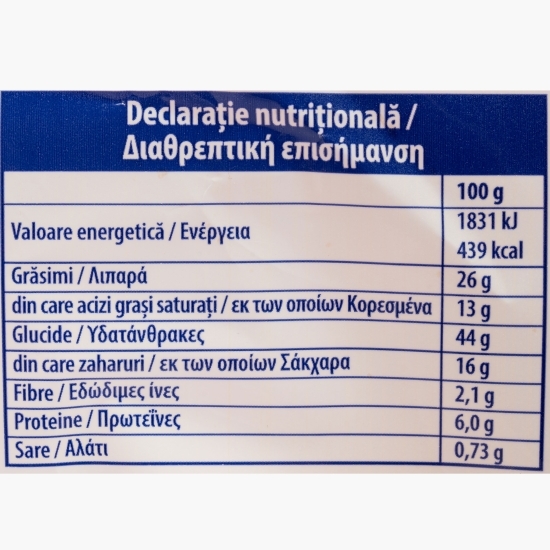 Declarație nutrițională /
Διαθρεπτική επισήμανση
100 g
Valoare energetică / Ενέργεια 1831 kJ
439 kcal
Grăsimi / Λιπαρά 26 g
din care acizi grași saturați / εκ των οποίων Κορεσμένα 13 g
Glucide / Υδατάνθρακες 44 g
din care zaharuri / εκ των οποίων Σάκχαρα 16 g
Fibre / Εδώδιμες ίνες 2,1 g
Proteine / Πρωτεΐνες 6,0 g
Sare / Αλάτι 0,73 g